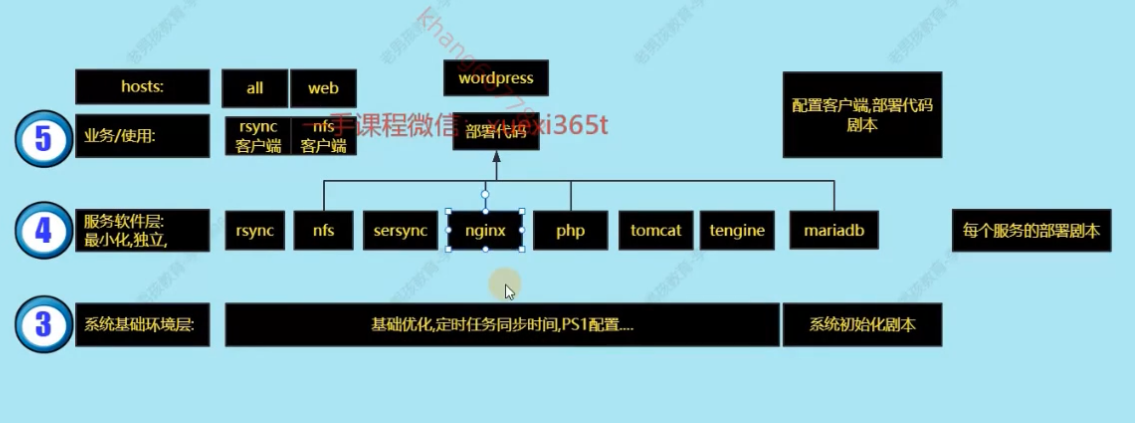 hosts:
all
web
wordpress
配置客户端,部署代码
剧本
5
业务/使用:
rsync
客户端
nfs
客户端
部署代码
一手课程微信：xuexi365t
4
服务软件层:
最小化,独立,
rsync
nfs
sersync
nginx
php
tomcat
tengine
mariadb
每个服务的部署剧本
3
系统基础环境层:
基础优化,定时任务同步时间,PS1配置....
系统初始化剧本